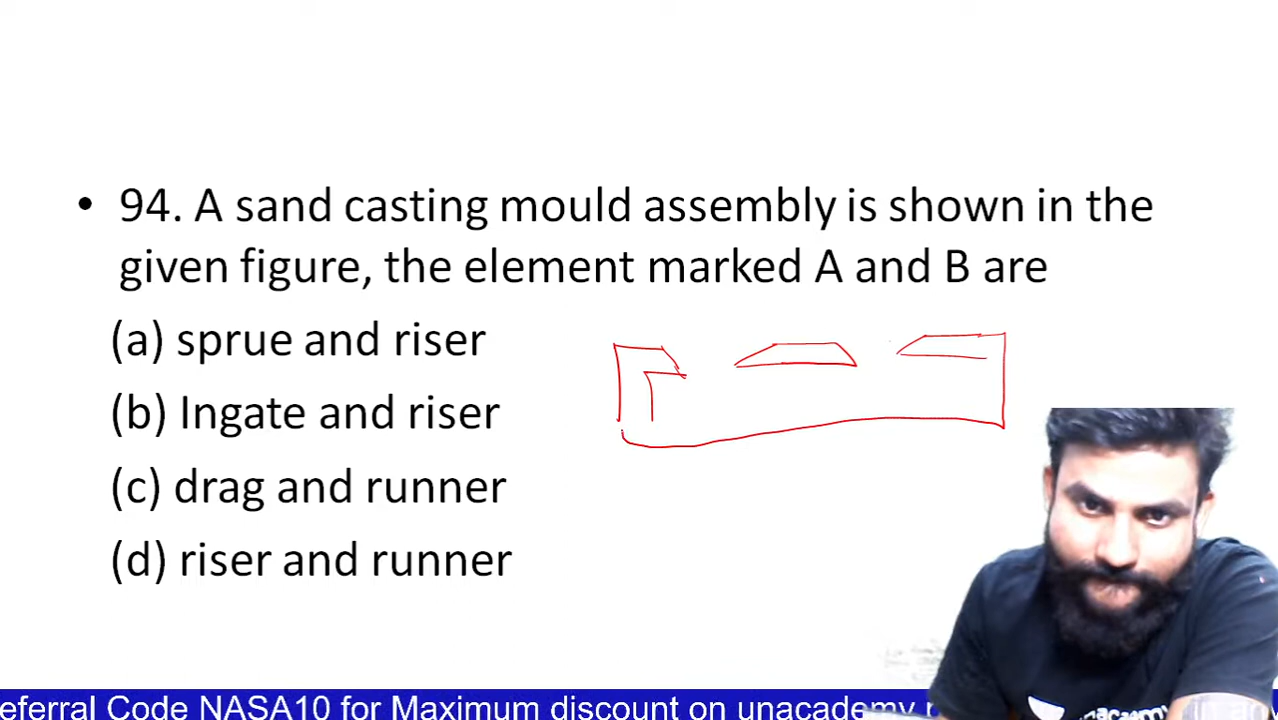 • 94. A sand casting mould assembly is shown in the
given figure, the element marked A and B are
(a) sprue and riser
(b) Ingate and riser
(c) drag and runner
(d) riser and runner
unacademy
eferral Code NASA10 for Maximum discount on unacademy